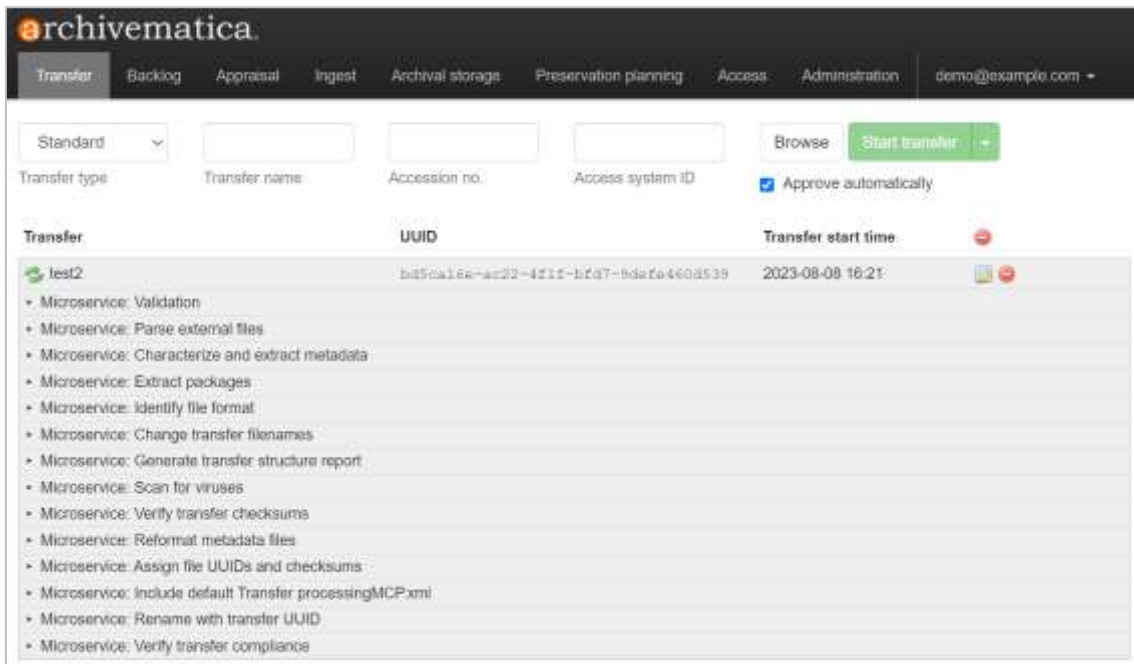 archivematica.
Transfer Backlog Appraisal Ingest Archival storage Preservation planning Access Administration demo@example.com
Standard Browse Start transfer
Transfer type Transfer name Accession no. Access system ID Approve automatically
Transfer UUID Transfer start time
test2 2023-08-08 16:21
Microservice: Validation
Microservice: Parse external files
Microservice: Characterize and extract metadata
Microservice: Extract packages
Microservice: Identify file format
Microservice: Change transfer filenames
Microservice: Generate transfer structure report
Microservice: Scan for viruses
Microservice: Verify transfer checksums
Microservice: Reformat metadata files
Microservice: Assign file UUIDs and checksums
Microservice: Include default Transfer processingMCP.xml
Microservice: Rename with transfer UUID
Microservice: Verify transfer compliance